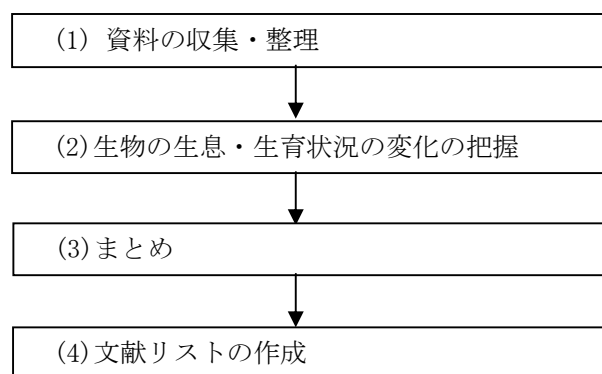 (1) 資料の収集・整理
(2)生物の生息・生育状況の変化の把握
(3)まとめ
(4)文献リストの作成